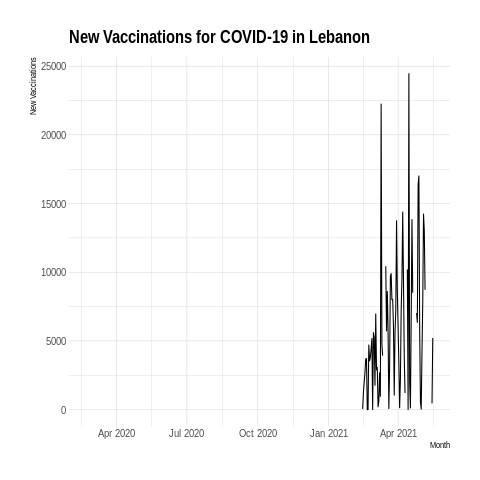 New Vaccinations for COVID-19 in Lebanon
New Vaccinations
25000
20000
15000
10000
5000
0
Apr 2020 Jul 2020 Oct 2020 Jan 2021 Apr 2021
Month